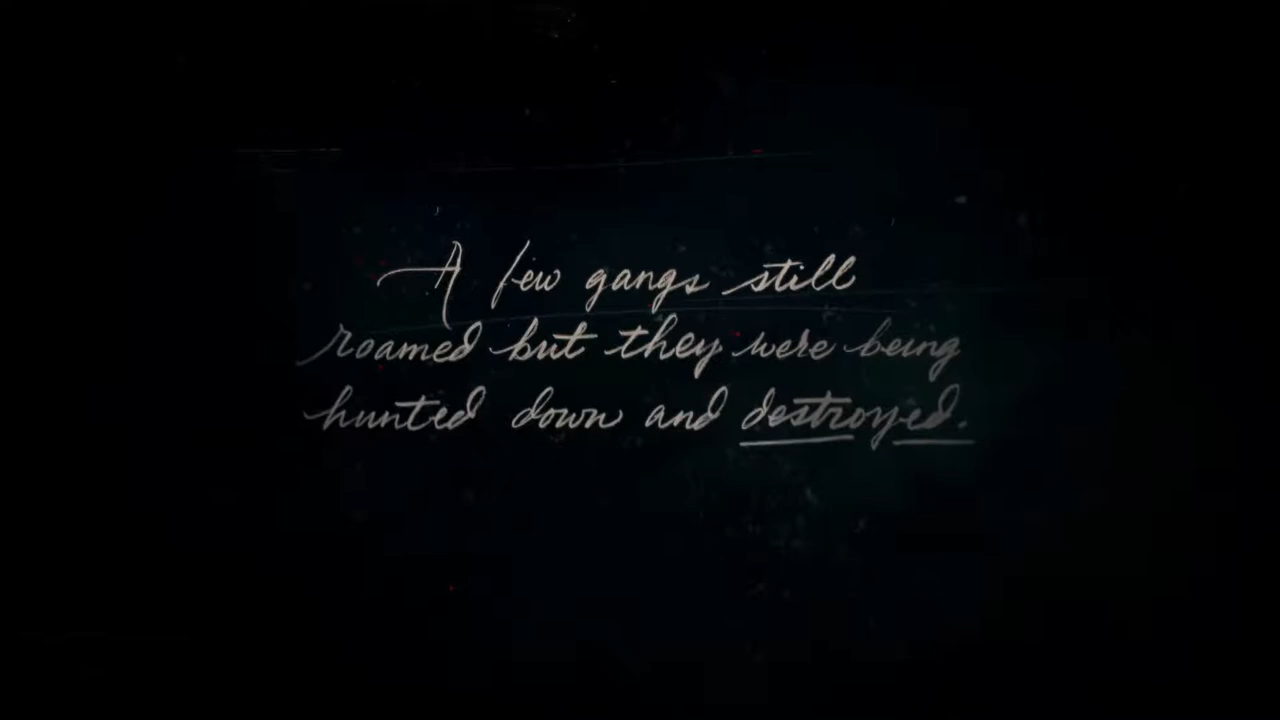 A few gangs still
roamed but they were being
hunted down and destroyed.